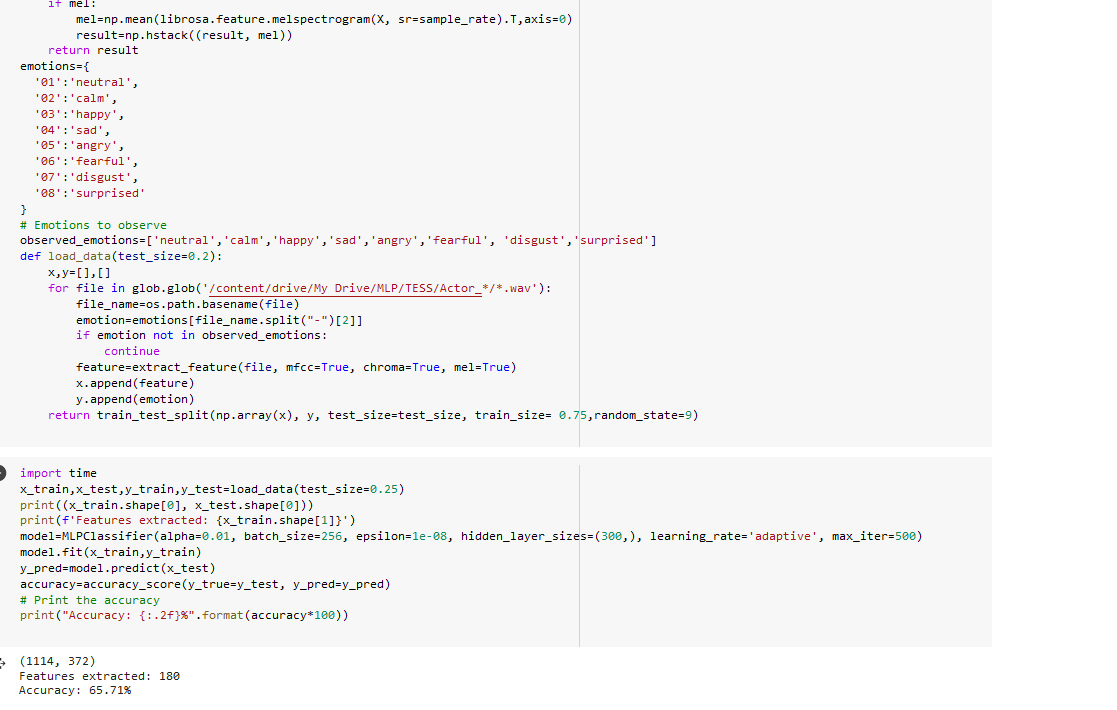 if mel:
mel=np.mean(librosa.feature.melspectrogram(X, sr=sample_rate).T,axis=0)
result=np.hstack((result, mel))
return result
emotions={
'01':'neutral',
'02':'calm',
'03':'happy',
'04':'sad',
'05':'angry',
'06':'fearful',
'07':'disgust',
'08':'surprised'
}
# Emotions to observe
observed_emotions=['neutral','calm','happy','sad','angry','fearful', 'disgust','surprised']
def load_data(test_size=0.2):
x,y=[],[]
for file in glob.glob('/content/drive/My Drive/MLP/TESS/Actor_*/*.wav'):
file_name=os.path.basename(file)
emotion=emotions[file_name.split("-")[2]]
if emotion not in observed_emotions:
continue
feature=extract_feature(file, mfcc=True, chroma=True, mel=True)
x.append(feature)
y.append(emotion)
return train_test_split(np.array(x), y, test_size=test_size, train_size= 0.75,random_state=9)
import time
x_train,x_test,y_train,y_test=load_data(test_size=0.25)
print((x_train.shape[0], x_test.shape[0]))
print(f'Features extracted: {x_train.shape[1]}')
model=MLPClassifier(alpha=0.01, batch_size=256, epsilon=1e-08, hidden_layer_sizes=(300,), learning_rate='adaptive', max_iter=500)
model.fit(x_train,y_train)
y_pred=model.predict(x_test)
accuracy=accuracy_score(y_true=y_test, y_pred=y_pred)
# Print the accuracy
print("Accuracy: {:.2f}%".format(accuracy*100))
(1114, 372)
Features extracted: 180
Accuracy: 65.71%